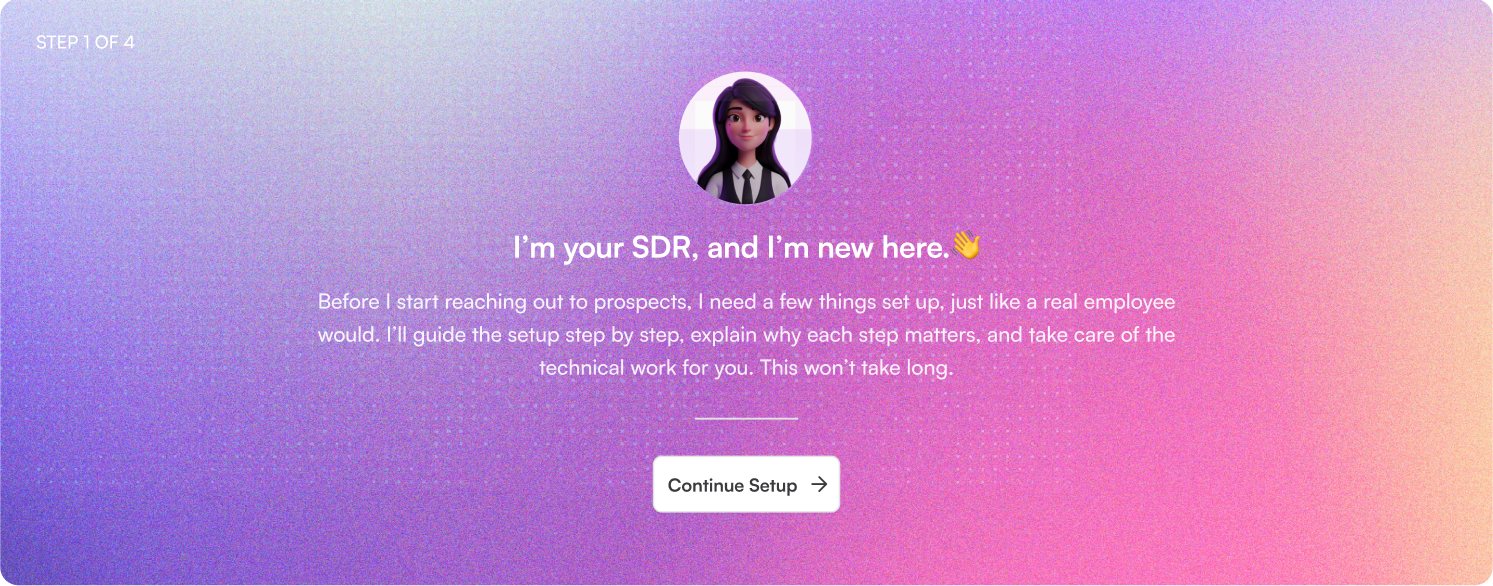 STEP 1 OF 4
I’m your SDR, and I’m new here.👋
Before I start reaching out to prospects, I need a few things set up, just like a real employee
would. I’ll guide the setup step by step, explain why each step matters, and take care of the
technical work for you. This won’t take long.
Continue Setup →